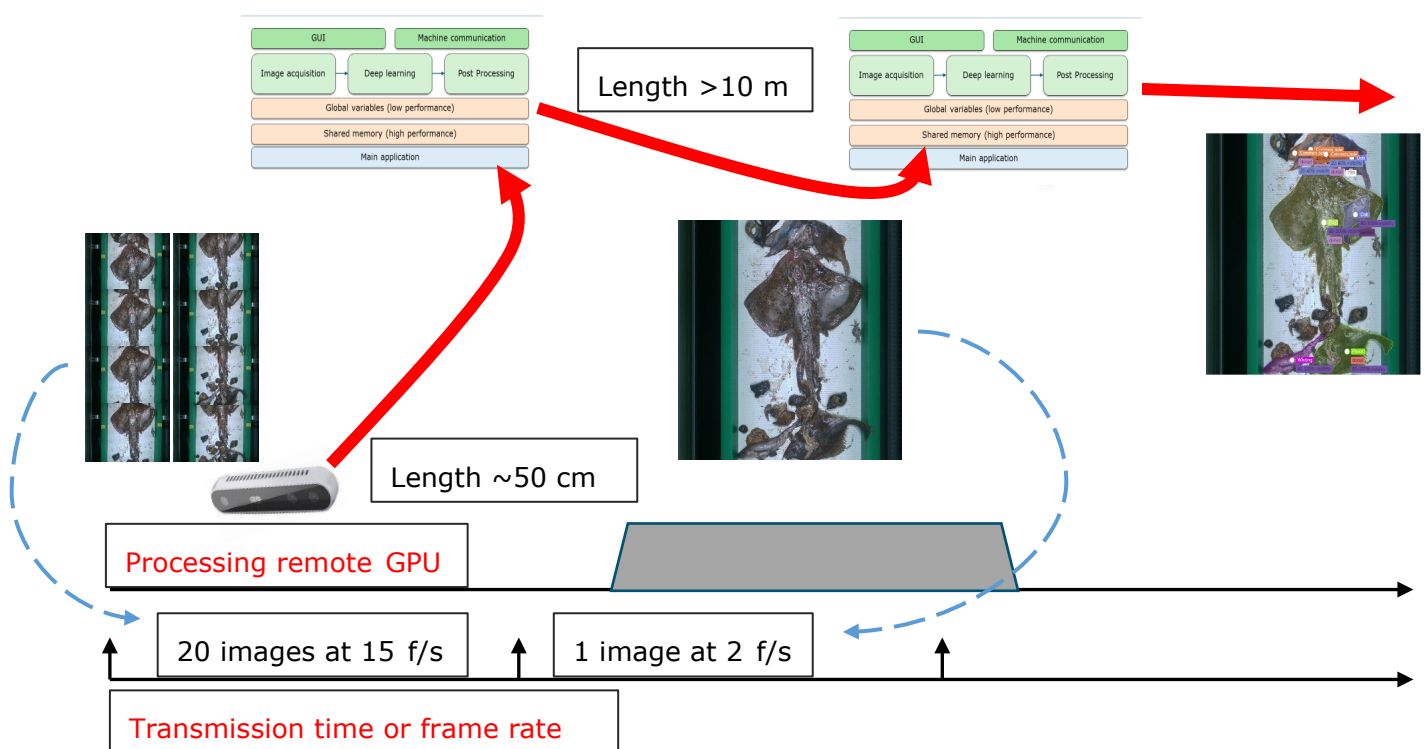 GUI
Machine communication
Image acquisition
Deep learning
Post Processing
Global variables (low performance)
Shared memory (high performance)
Main application
Length >10 m
GUI
Machine communication
Image acquisition
Deep learning
Post Processing
Global variables (low performance)
Shared memory (high performance)
Main application
Length ~50 cm
Processing remote GPU
20 images at 15 f/s
1 image at 2 f/s
Transmission time or frame rate